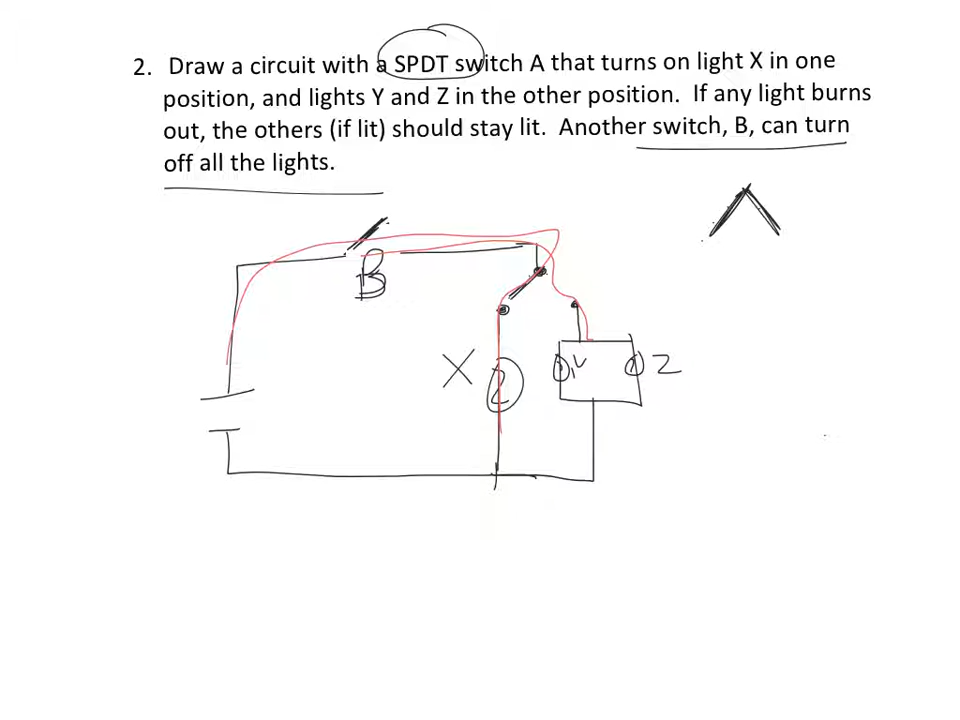 2. Draw a circuit with a SPDT switch A that turns on light X in one
position, and lights Y and Z in the other position. If any light burns
out, the others (if lit) should stay lit. Another switch, B, can turn
off all the lights.
B
X
Z